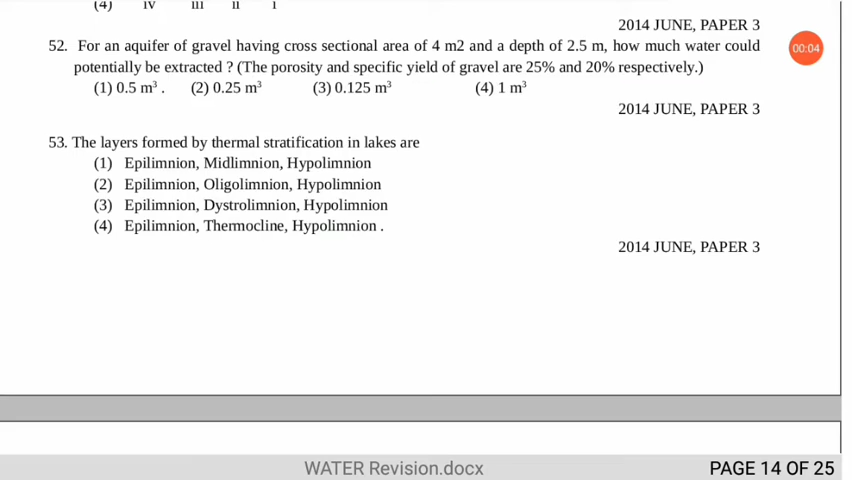 (4) iv iii ii i
2014 JUNE, PAPER 3
52. For an aquifer of gravel having cross sectional area of 4 m2 and a depth of 2.5 m, how much water could
potentially be extracted ? (The porosity and specific yield of gravel are 25% and 20% respectively.)
(1) 0.5 m³ . (2) 0.25 m³ (3) 0.125 m³ (4) 1 m³
2014 JUNE, PAPER 3
53. The layers formed by thermal stratification in lakes are
(1) Epilimnion, Midlimnion, Hypolimnion
(2) Epilimnion, Oligolimnion, Hypolimnion
(3) Epilimnion, Dystrolimnion, Hypolimnion
(4) Epilimnion, Thermocline, Hypolimnion .
2014 JUNE, PAPER 3
00:04
WATER Revision.docx
PAGE 14 OF 25